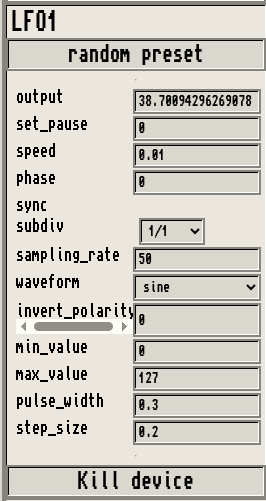 LFO1
random preset
output 38.70094296269078
set_pause 0
speed 0.01
phase 0
sync
subdiv 1/1
sampling_rate 50
waveform sine
invert_polarity 0
min_value 0
max_value 127
pulse_width 0.3
step_size 0.2
Kill device